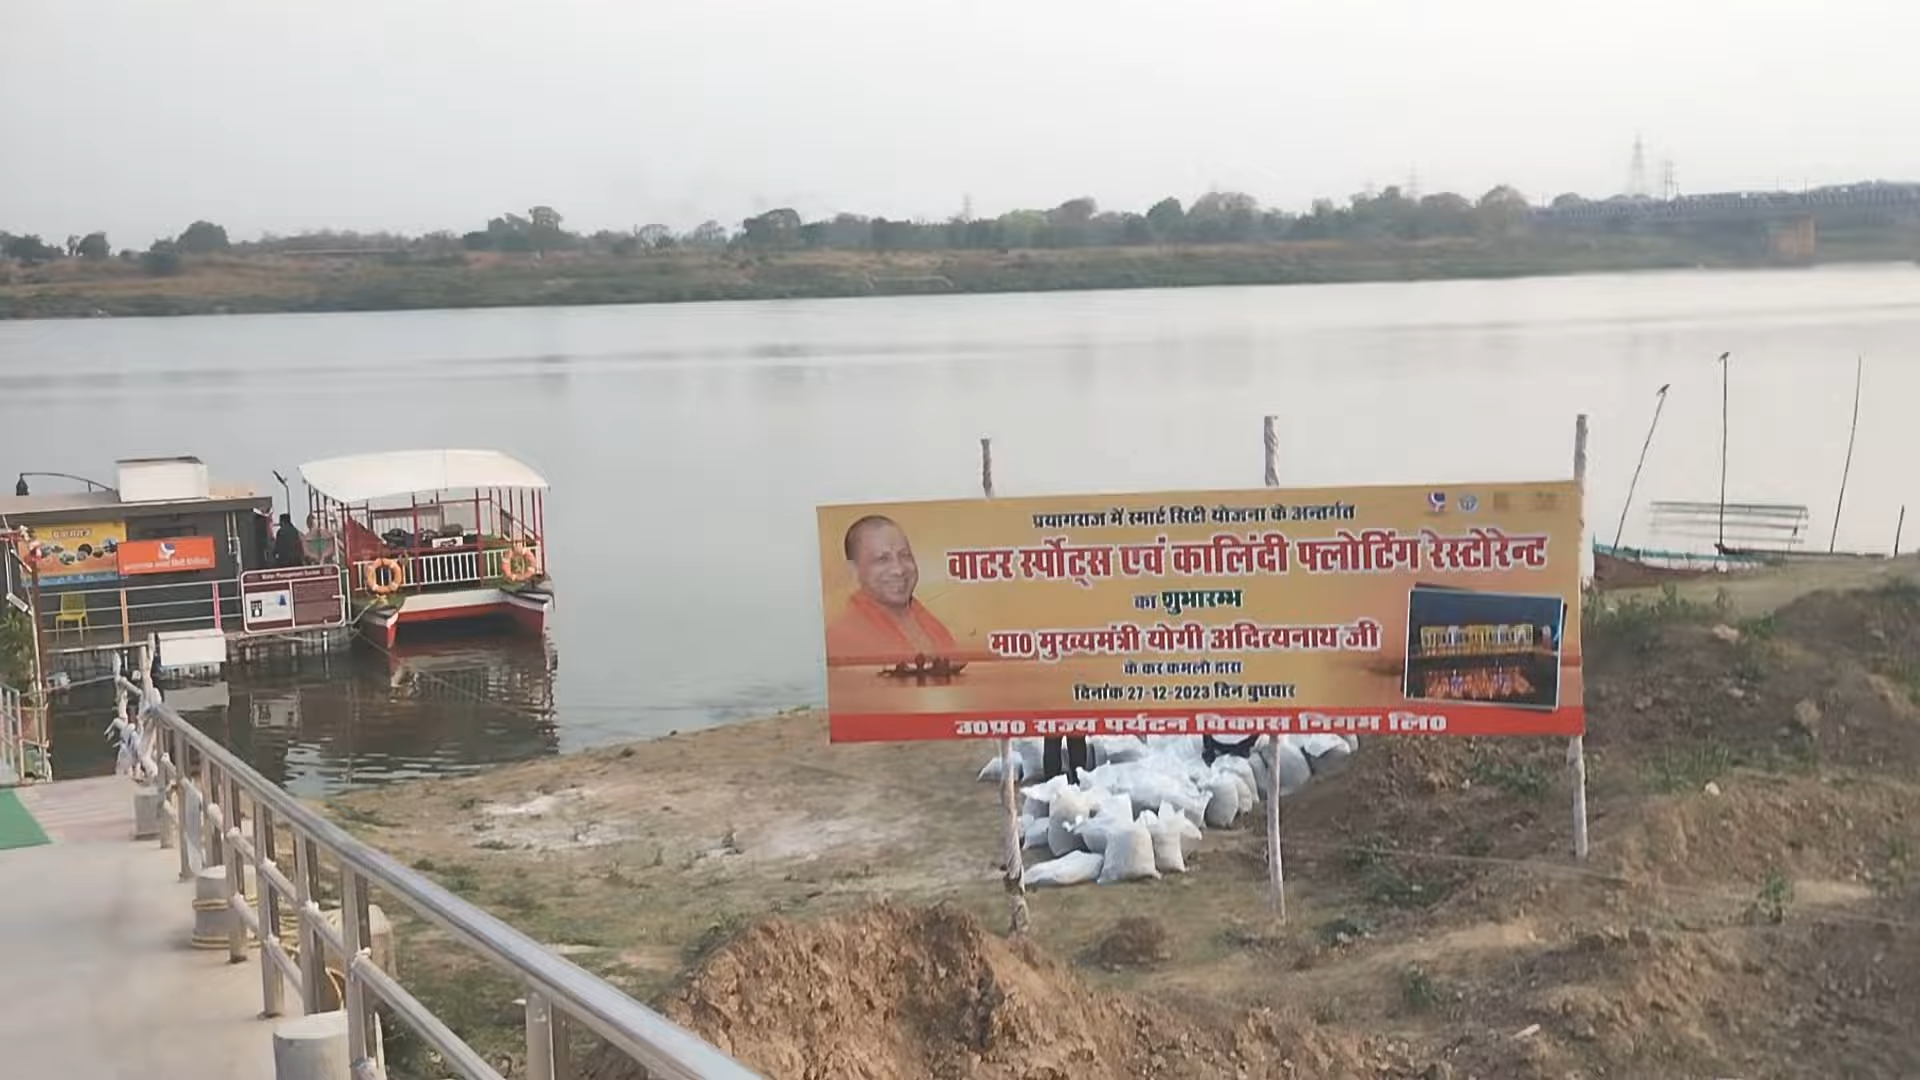 प्रयागराज में स्मार्ट सिटी योजना के अन्तर्गत
वाटर स्पोर्ट्स एवं कालिंदी फ्लोटिंग रेस्टोरेन्ट
का शुभारम्भ
मा0 मुख्यमंत्री योगी अदित्यनाथ जी
के कर कमलो द्वारा
दिनांक 27-12-2023 दिन बुधवार
उ0प्र0 राज्य पर्यटन विकास निगम लि0